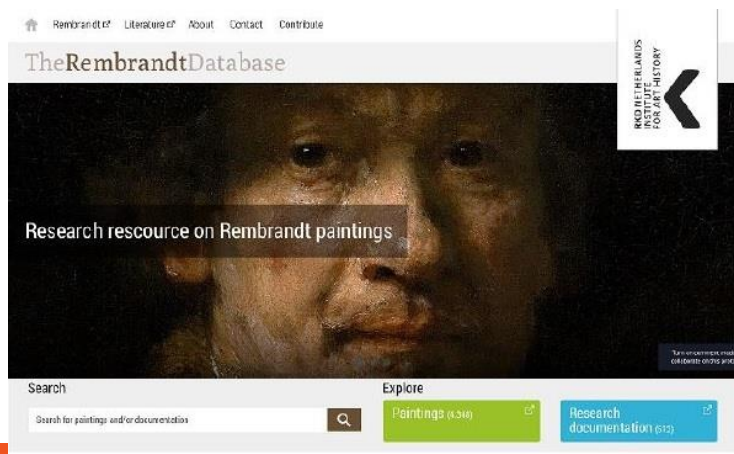 Rembrandt Literature About Contact Contribute
TheRembrandtDatabase
RKD NETHERLANDS
INSTITUTE
FOR ART HISTORY
Research rescource on Rembrandt paintings
Search
Explore
Search for paintings and/or documentation
Paintings
Research
documentation (512)